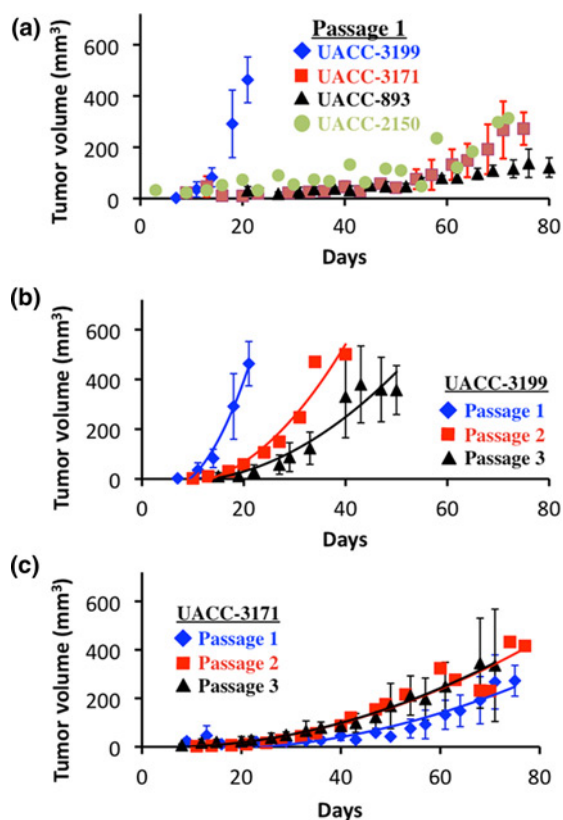 (a)
Tumor volume (mm³)
600
400
200
0
Passage 1
UACC-3199
UACC-3171
UACC-893
UACC-2150
0 20 40 60 80
Days
(b)
Tumor volume (mm³)
600
400
200
0
UACC-3199
Passage 1
Passage 2
Passage 3
0 20 40 60 80
Days
(c)
Tumor volume (mm³)
600
400
200
0
UACC-3171
Passage 1
Passage 2
Passage 3
0 20 40 60 80
Days